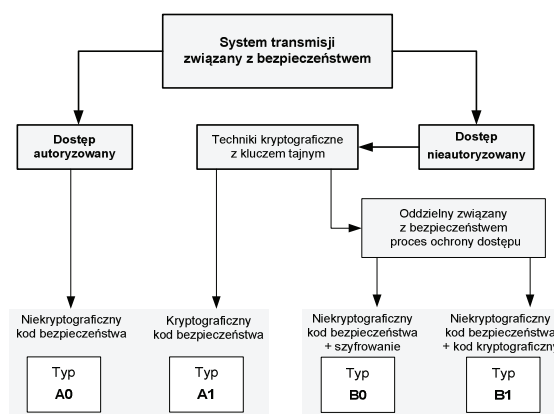 System transmisji
związany z bezpieczeństwem
Dostęp
autoryzowany
Techniki kryptograficzne
z kluczem tajnym
Dostęp
nieautoryzowany
Oddzielny związany
z bezpieczeństwem
proces ochrony dostępu
Niekryptograficzny
kod bezpieczeństwa
Kryptograficzny
kod bezpieczeństwa
Niekryptograficzny
kod bezpieczeństwa
+ szyfrowanie
Niekryptograficzny
kod bezpieczeństwa
+ kod kryptograficzny
Typ
A0
Typ
A1
Typ
B0
Typ
B1